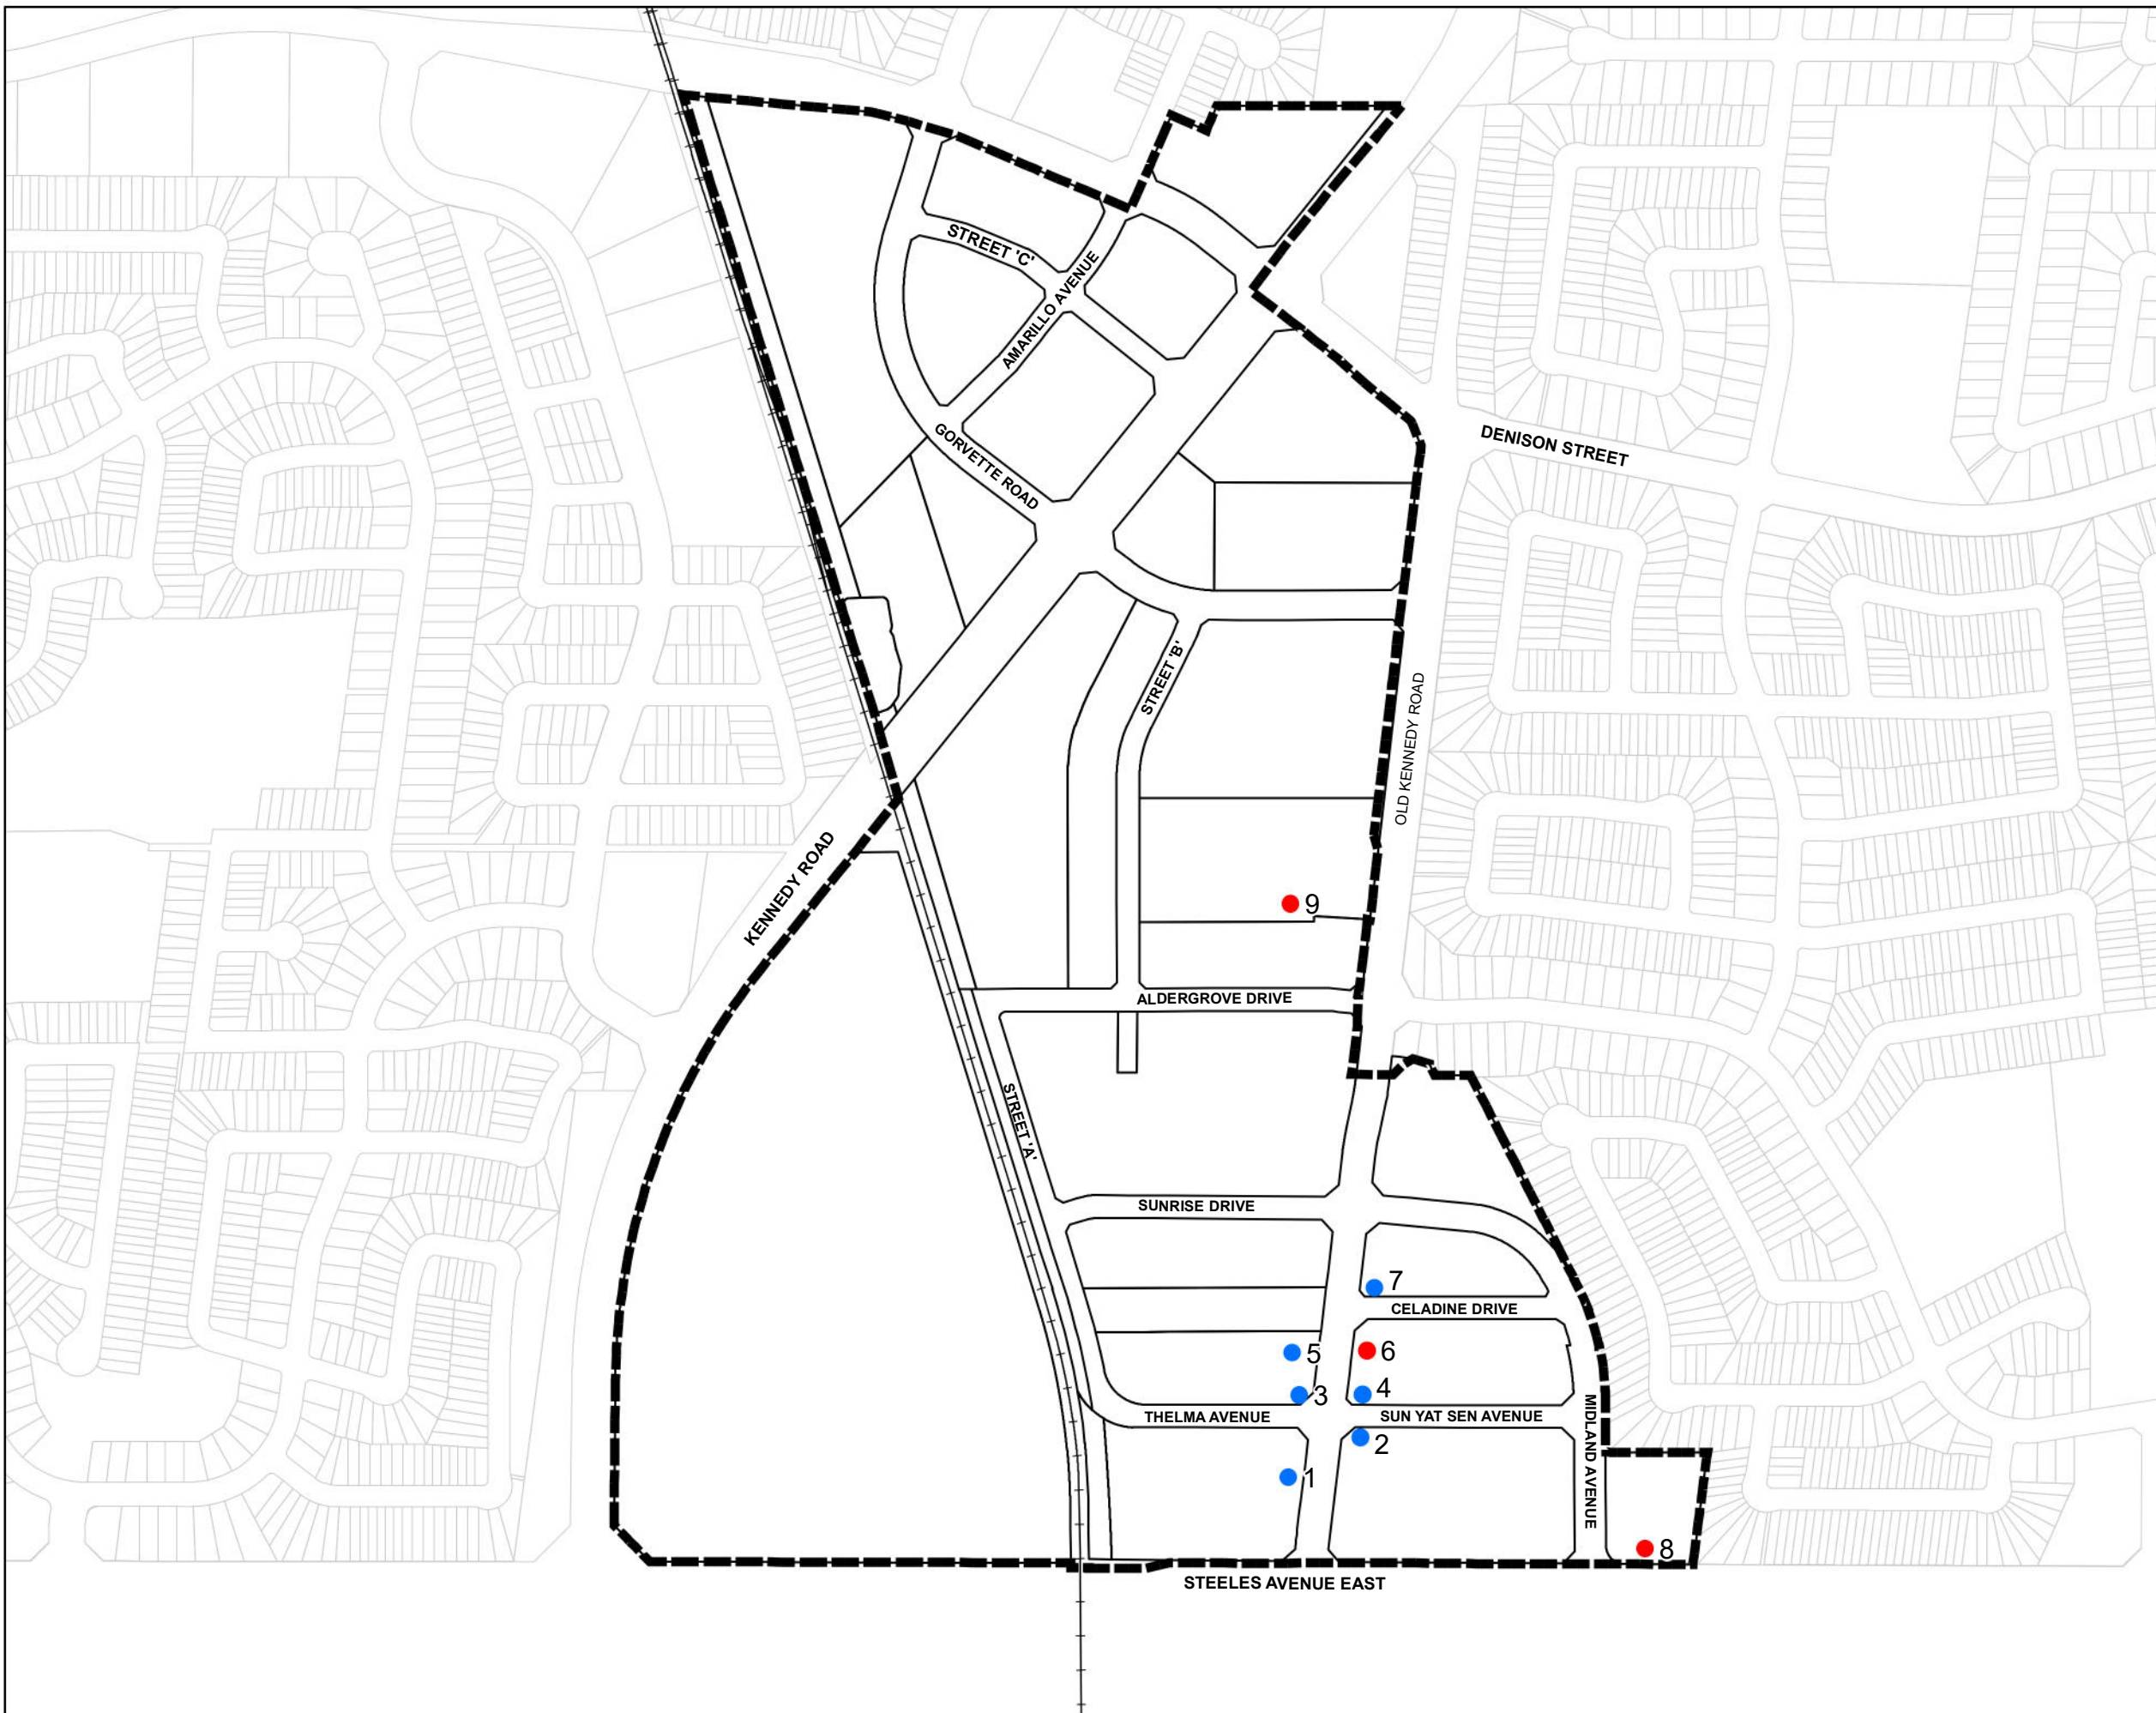 STREET 'C'
AMARILLO AVENUE
GORVETTE ROAD
DENISON STREET
STREET 'B'
OLD KENNEDY ROAD
KENNEDY ROAD
9
ALDERGROVE DRIVE
STREET 'A'
SUNRISE DRIVE
7
CELADINE DRIVE
5
6
3
4
THELMA AVENUE
SUN YAT SEN AVENUE
MIDLAND AVENUE
2
1
8
STEELES AVENUE EAST